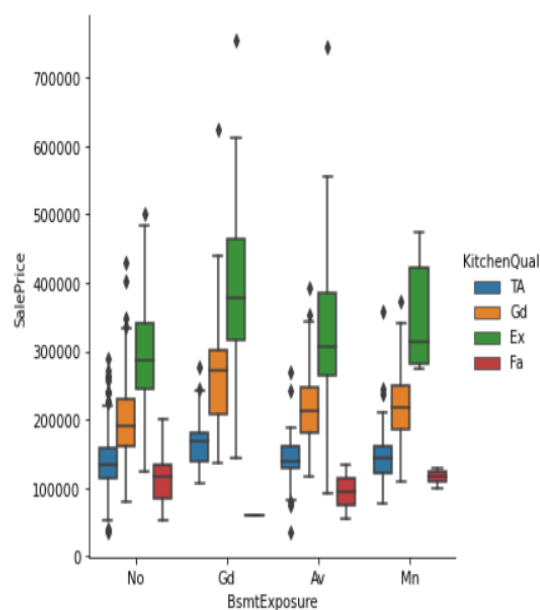 700000
600000
500000
400000
300000
200000
100000
0
SalePrice
No Gd Av Mn
BsmtExposure
KitchenQual
TA
Gd
Ex
Fa